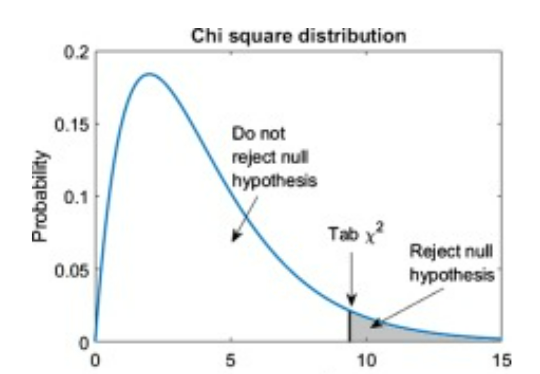 Chi square distribution
0.2
0.15
0.1
0.05
0
Probability
Do not
reject null
hypothesis
Tab χ²
Reject null
hypothesis
0
5
10
15